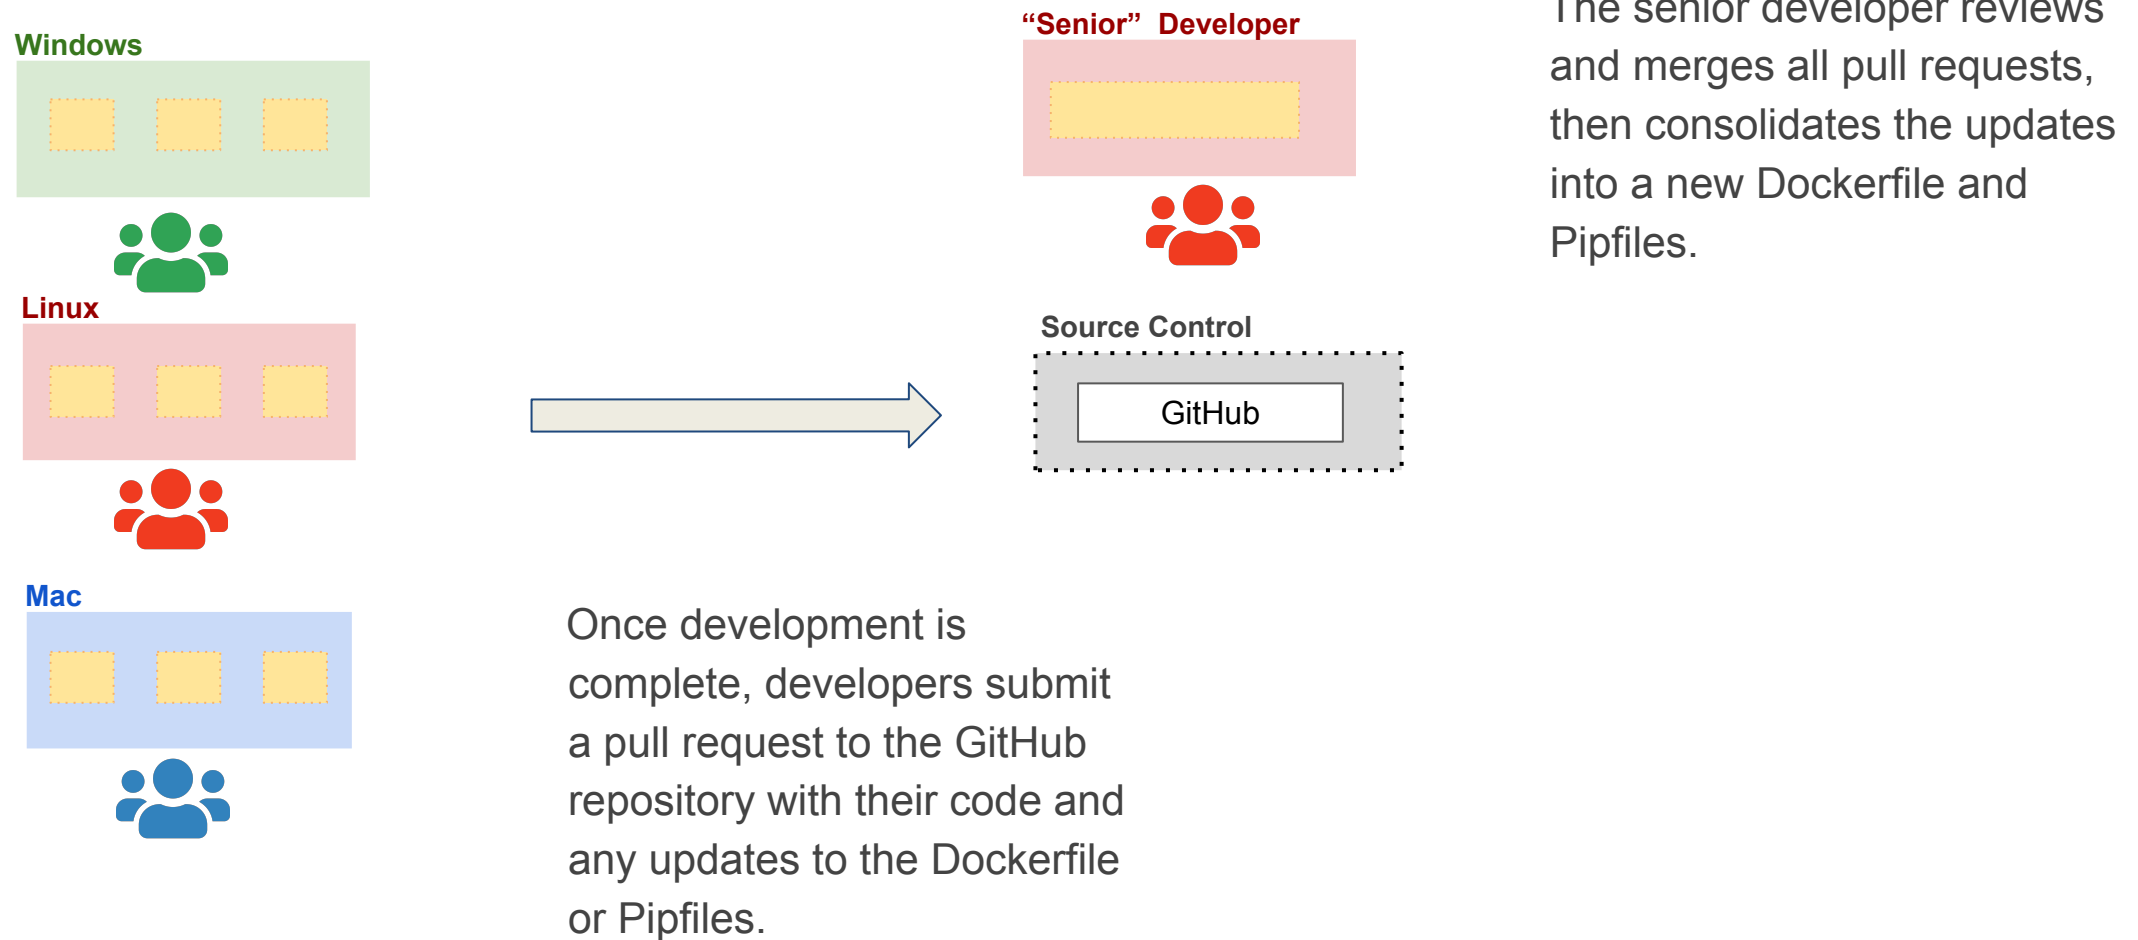 Windows
Linux
Mac
“Senior” Developer
Source Control
GitHub
Once development is
complete, developers submit
a pull request to the GitHub
repository with their code and
any updates to the Dockerfile
or Pipfiles.
The senior developer reviews
and merges all pull requests,
then consolidates the updates
into a new Dockerfile and
Pipfiles.